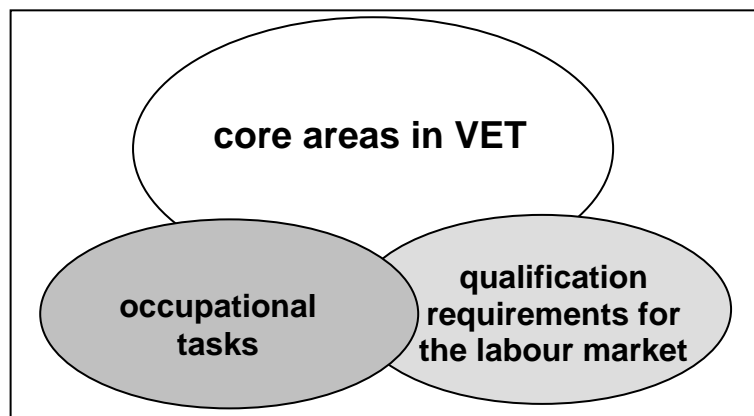 core areas in VET
occupational
tasks
qualification
requirements for
the labour market